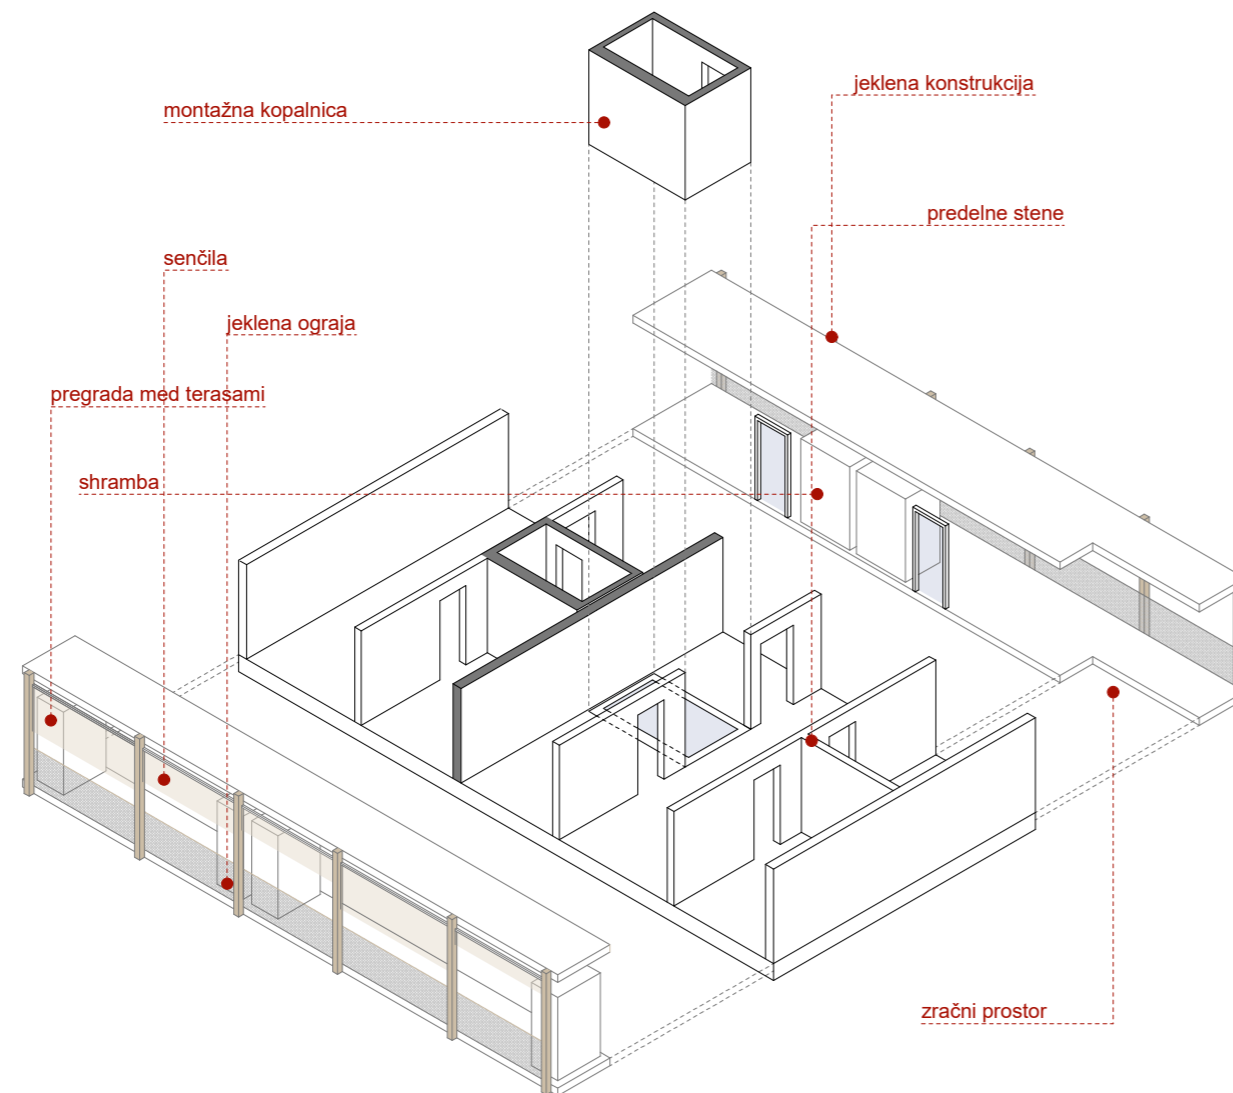 jeklena konstrukcija
montažna kopalnica
predelne stene
senčila
jeklena ograja
pregrada med terasami
shramba
zračni prostor